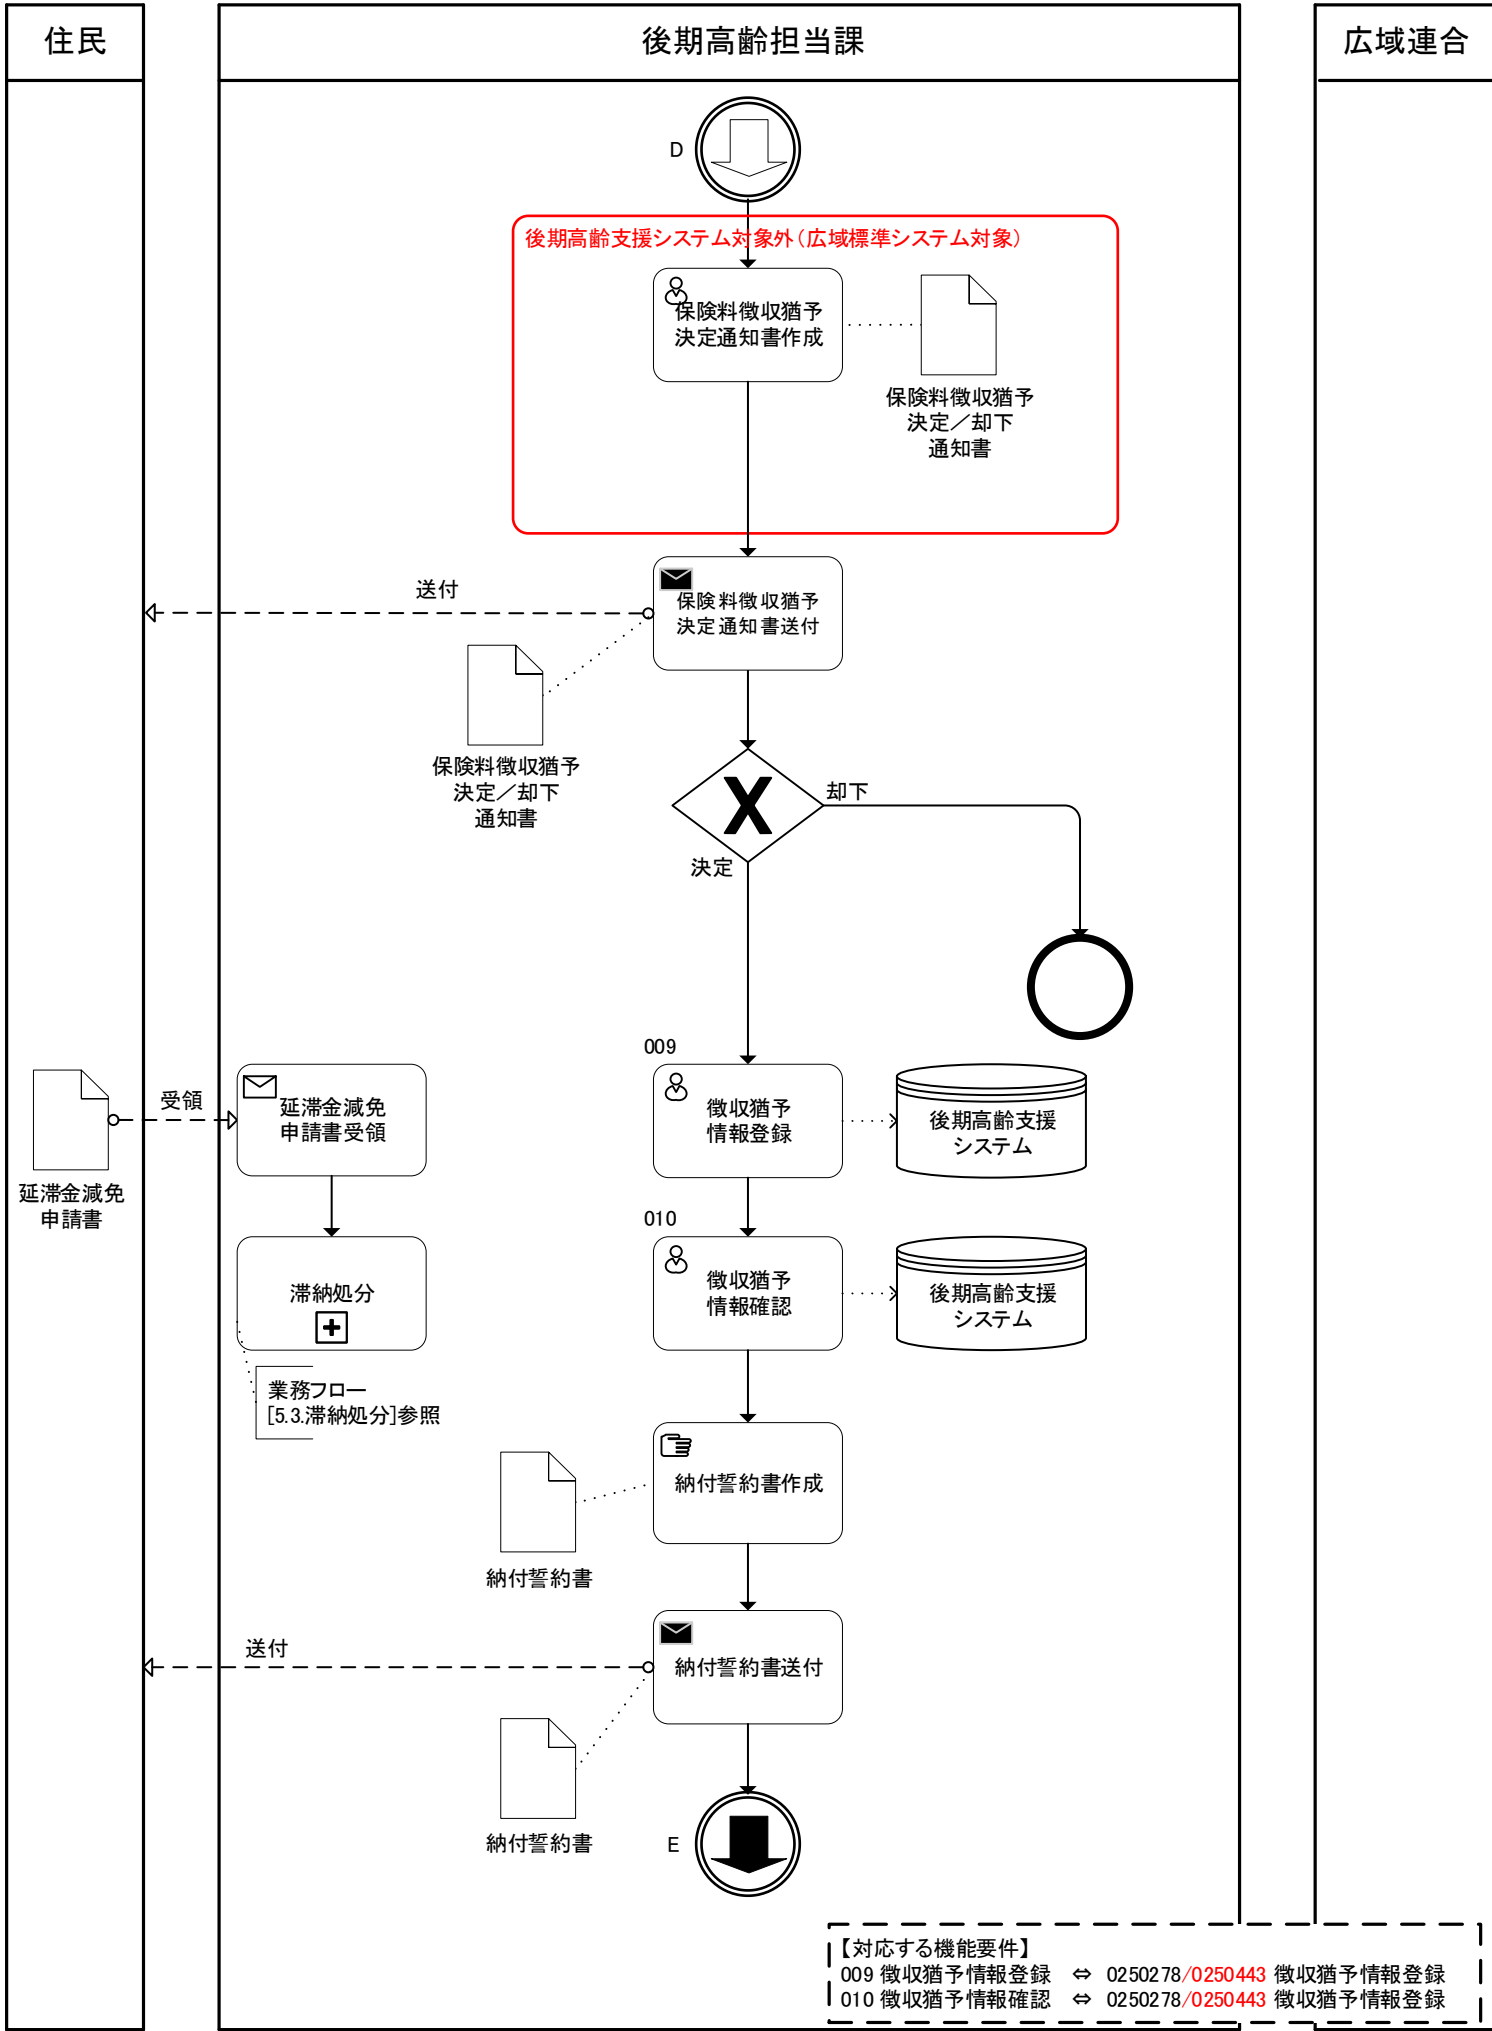 住民
後期高齢担当課
広域連合
D
後期高齢支援システム対象外（広域標準システム対象）
保険料徴収猶予
決定通知書作成
保険料徴収猶予
決定／却下
通知書
送付
保険料徴収猶予
決定通知書送付
保険料徴収猶予
決定／却下
通知書
却下
決定
009
受領
延滞金減免
申請書受領
徴収猶予
情報登録
後期高齢支援
システム
延滞金減免
申請書
010
滞納処分
徴収猶予
情報確認
後期高齢支援
システム
業務フロー
[5.3.滞納処分]参照
納付誓約書作成
納付誓約書
送付
納付誓約書送付
納付誓約書
E
【対応する機能要件】
009 徴収猶予情報登録 ⇔ 0250278/0250443 徴収猶予情報登録
010 徴収猶予情報確認 ⇔ 0250278/0250443 徴収猶予情報登録